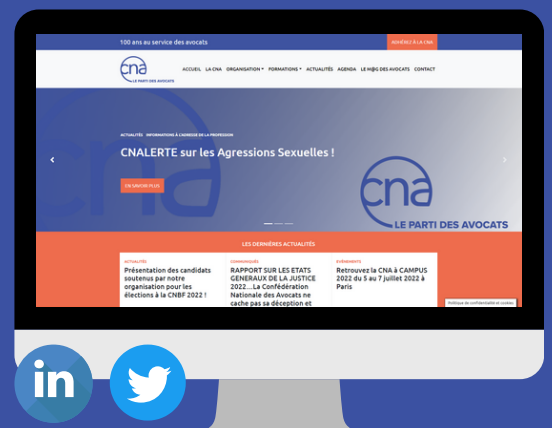 100 ans au service des avocats
ADHÉREZ À LA CNA
cna
LE PARTI DES AVOCATS
ACCUEIL LA CNA ORGANISATION FORMATIONS ACTUALITÉS AGENDA LE M@G DES AVOCATS CONTACT
ACTUALITÉS INFORMATIONS À L'ADRESSE DE LA PROFESSION
CNALERTE sur les Agressions Sexuelles !
EN SAVOIR PLUS
cna
cna
LE PARTI DES AVOCATS
LES DERNIÈRES ACTUALITÉS
ACTUALITÉS
Présentation des candidats
soutenus par notre
organisation pour les
élections à la CNBF 2022 !
COMMUNIQUÉS
RAPPORT SUR LES ETATS
GENERAUX DE LA JUSTICE
2022...La Confédération
Nationale des Avocats ne
cache pas sa déception et
EVÈNEMENTS
Retrouvez la CNA à CAMPUS
2022 du 5 au 7 juillet 2022 à
Paris
Politique de confidentialité et cookies
in